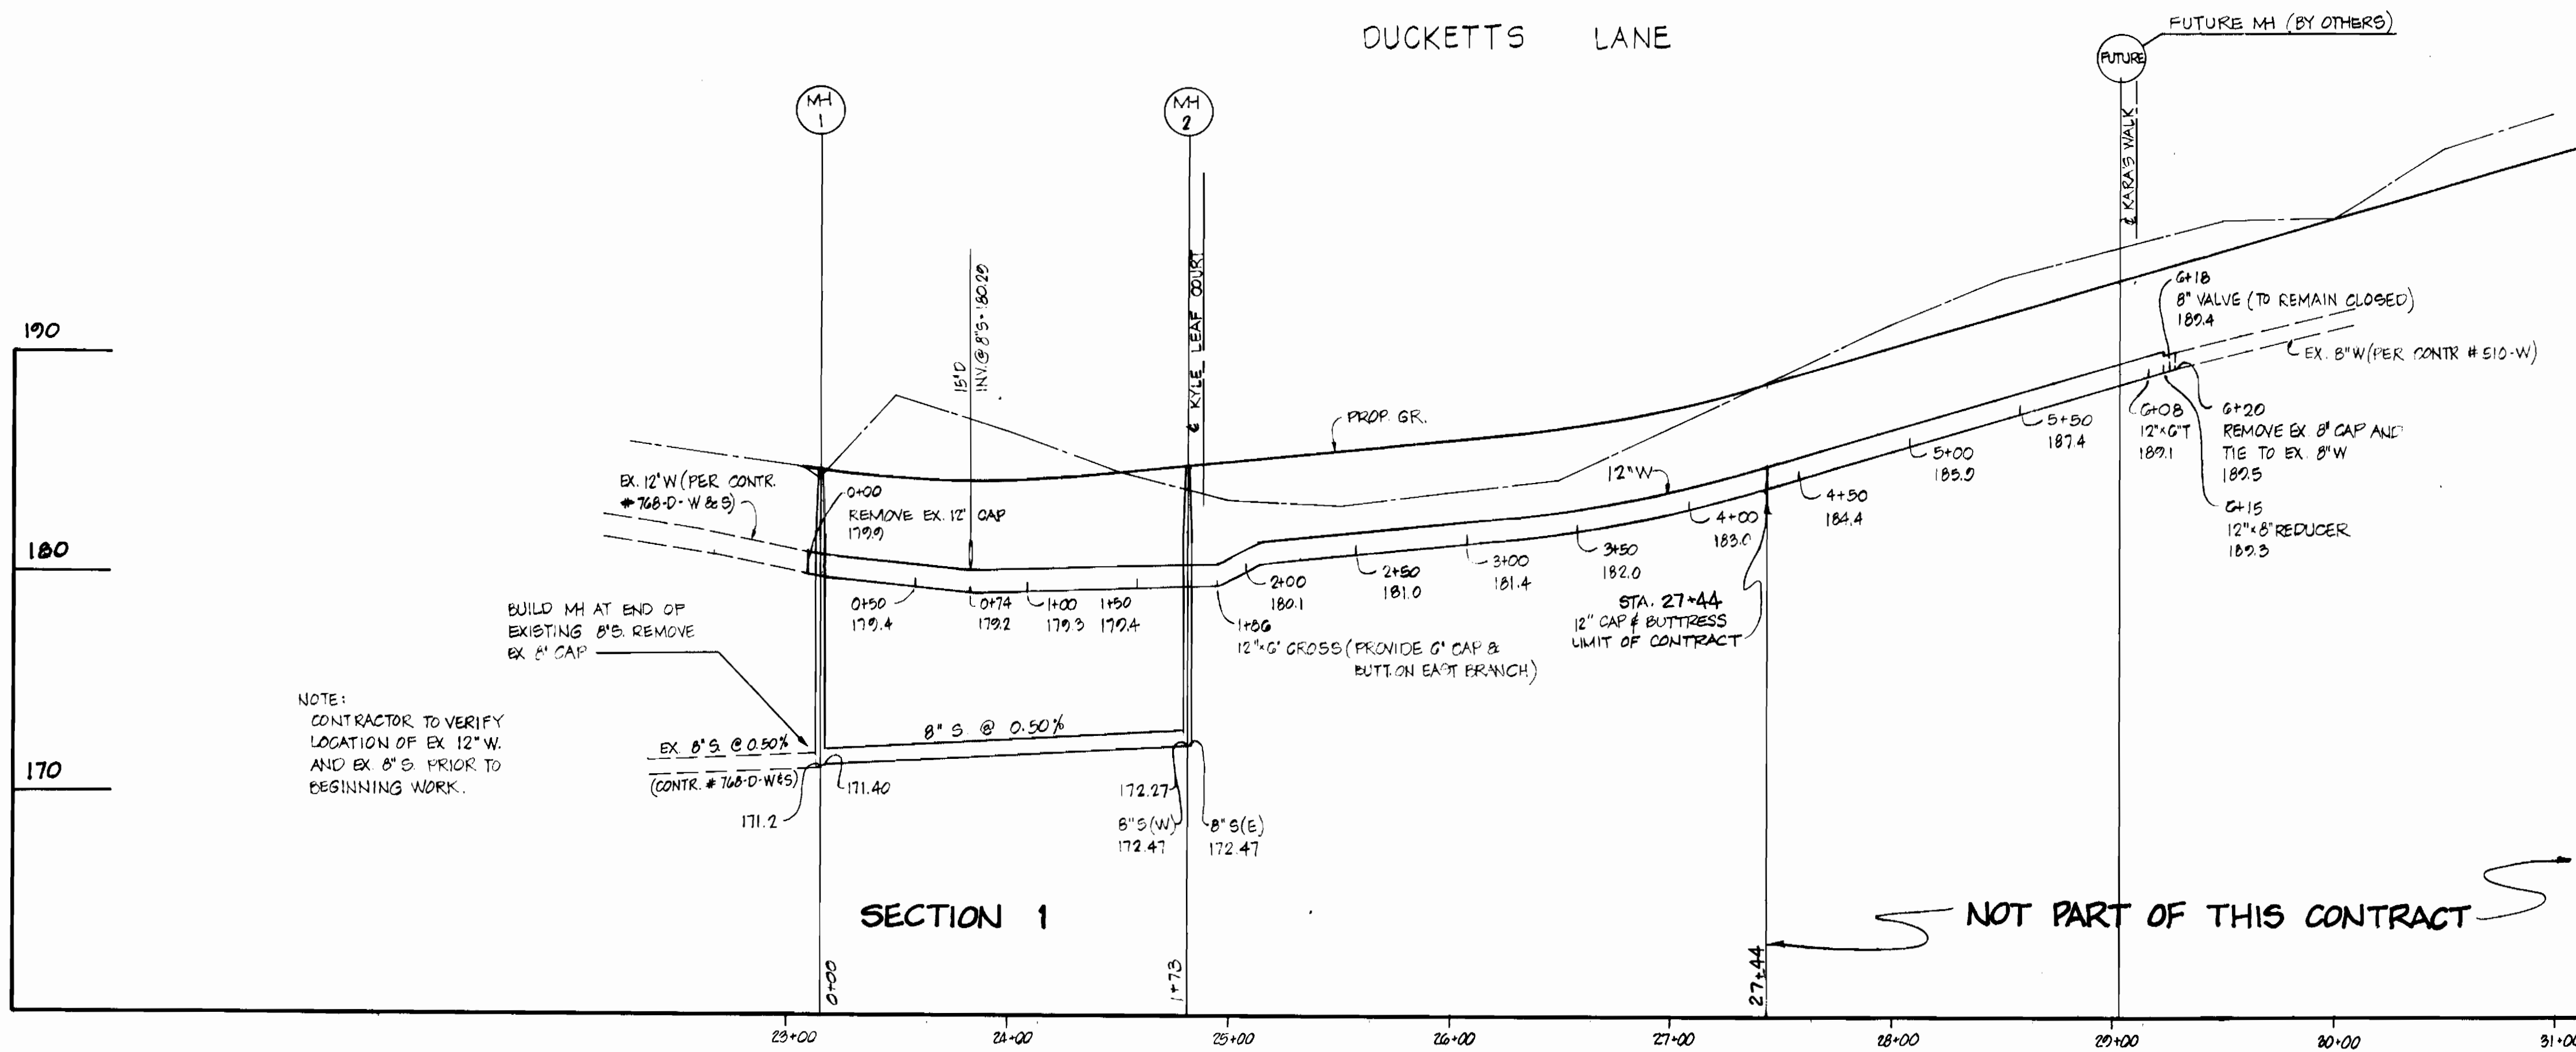 DUCKETTS LANE
FUTURE MH (BY OTHERS)
FUTURE
MH
1
MH
2
℄ KARA'S WALK
15"D
INV.@ 8"S = 180.29
℄ KYLE LEAF COURT
190
180
170
6+18
8" VALVE (TO REMAIN CLOSED)
189.4
EX. 8"W (PER CONTR # 510-W)
PROP. GR.
12"W
EX. 12"W (PER CONTR.
# 768-D-W&S)
0+00
REMOVE EX. 12" CAP
179.9
6+08
12"x6"T
189.1
6+20
REMOVE EX. 8" CAP AND
TIE TO EX. 8"W
189.5
6+15
12"x8" REDUCER
189.3
5+50
187.4
5+00
185.9
4+50
184.4
4+00
183.0
3+50
182.0
3+00
181.4
2+50
181.0
2+00
180.1
0+50
179.4
0+74
179.2
1+00
179.3
1+50
179.4
1+86
12"x6" CROSS (PROVIDE 6" CAP &
BUTT. ON EAST BRANCH)
STA. 27+44
12" CAP & BUTTRESS
LIMIT OF CONTRACT
BUILD MH AT END OF
EXISTING 8"S. REMOVE
EX 8" CAP
NOTE:
CONTRACTOR TO VERIFY
LOCATION OF EX 12" W.
AND EX. 8" S. PRIOR TO
BEGINNING WORK.
8" S. @ 0.50%
EX. 8"S. @ 0.50%
(CONTR. # 768-D-W&S)
171.40
171.2
172.27
8"S(W)
172.47
8"S(E)
172.47
SECTION 1
NOT PART OF THIS CONTRACT
0+00
1+73
27+44
23+00
24+00
25+00
26+00
27+00
28+00
29+00
30+00
31+00